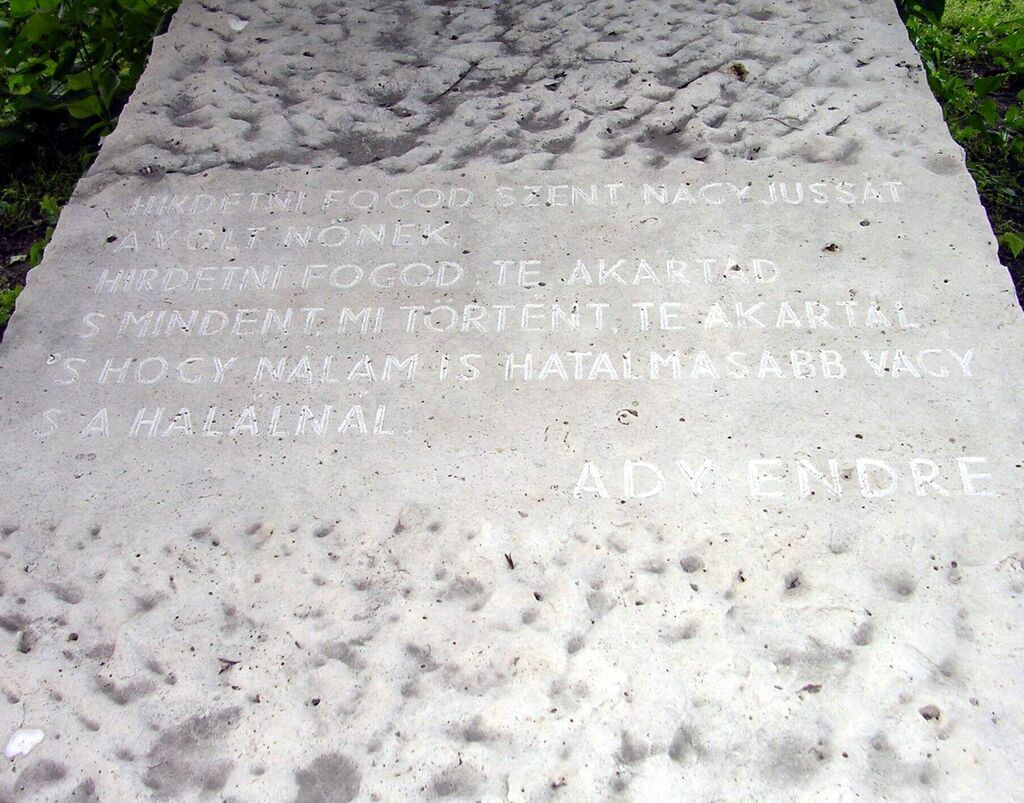 HIRDETNI FOGOD SZENT NAGY JUSSÁT
A VOLT NŐNEK,
HIRDETNI FOGOD, TE AKARTAD
S MINDENT, MI TÖRTÉNT, TE AKARTÁL
'S HOGY NÁLAM IS HATALMASABB VAGY
S A HALÁLNÁL.
ADY ENDRE